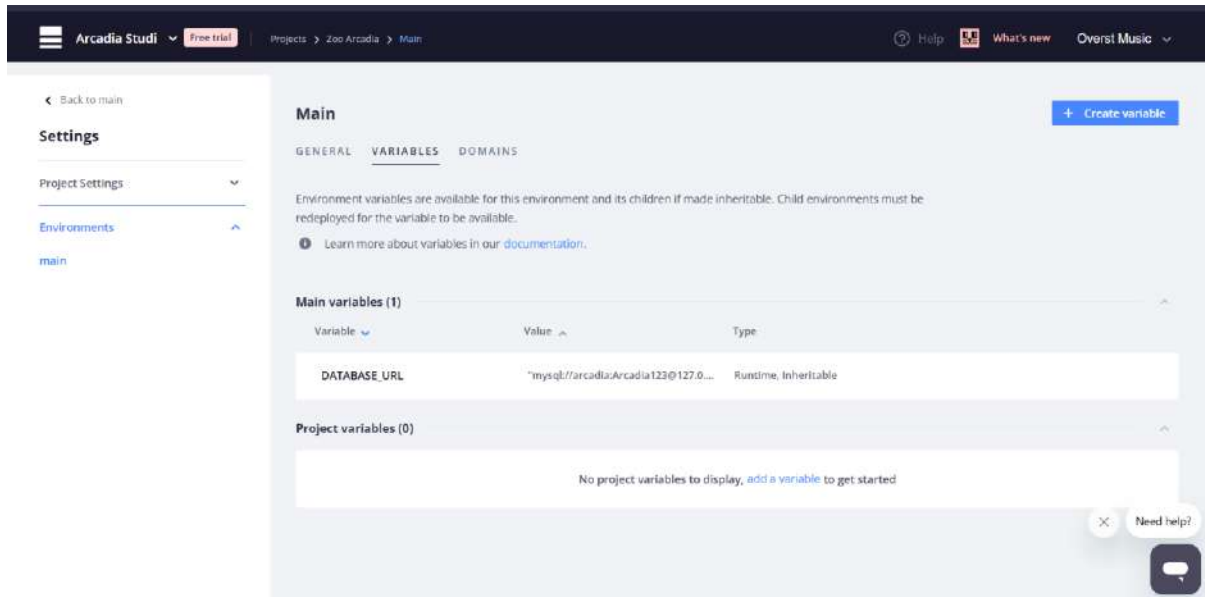 Arcadia Studi Free trial Projects > Zoo Arcadia > Main Help What's new Overst Music
Back to main
Settings
Project Settings
Environments
main
Main
+ Create variable
GENERAL VARIABLES DOMAINS
Environment variables are available for this environment and its children if made inheritable. Child environments must be
redeployed for the variable to be available.
Learn more about variables in our documentation.
Main variables (1)
Variable Value Type
DATABASE_URL "mysql://arcadia:Arcadia123@127.0.... Runtime, Inheritable
Project variables (0)
No project variables to display, add a variable to get started
Need help?